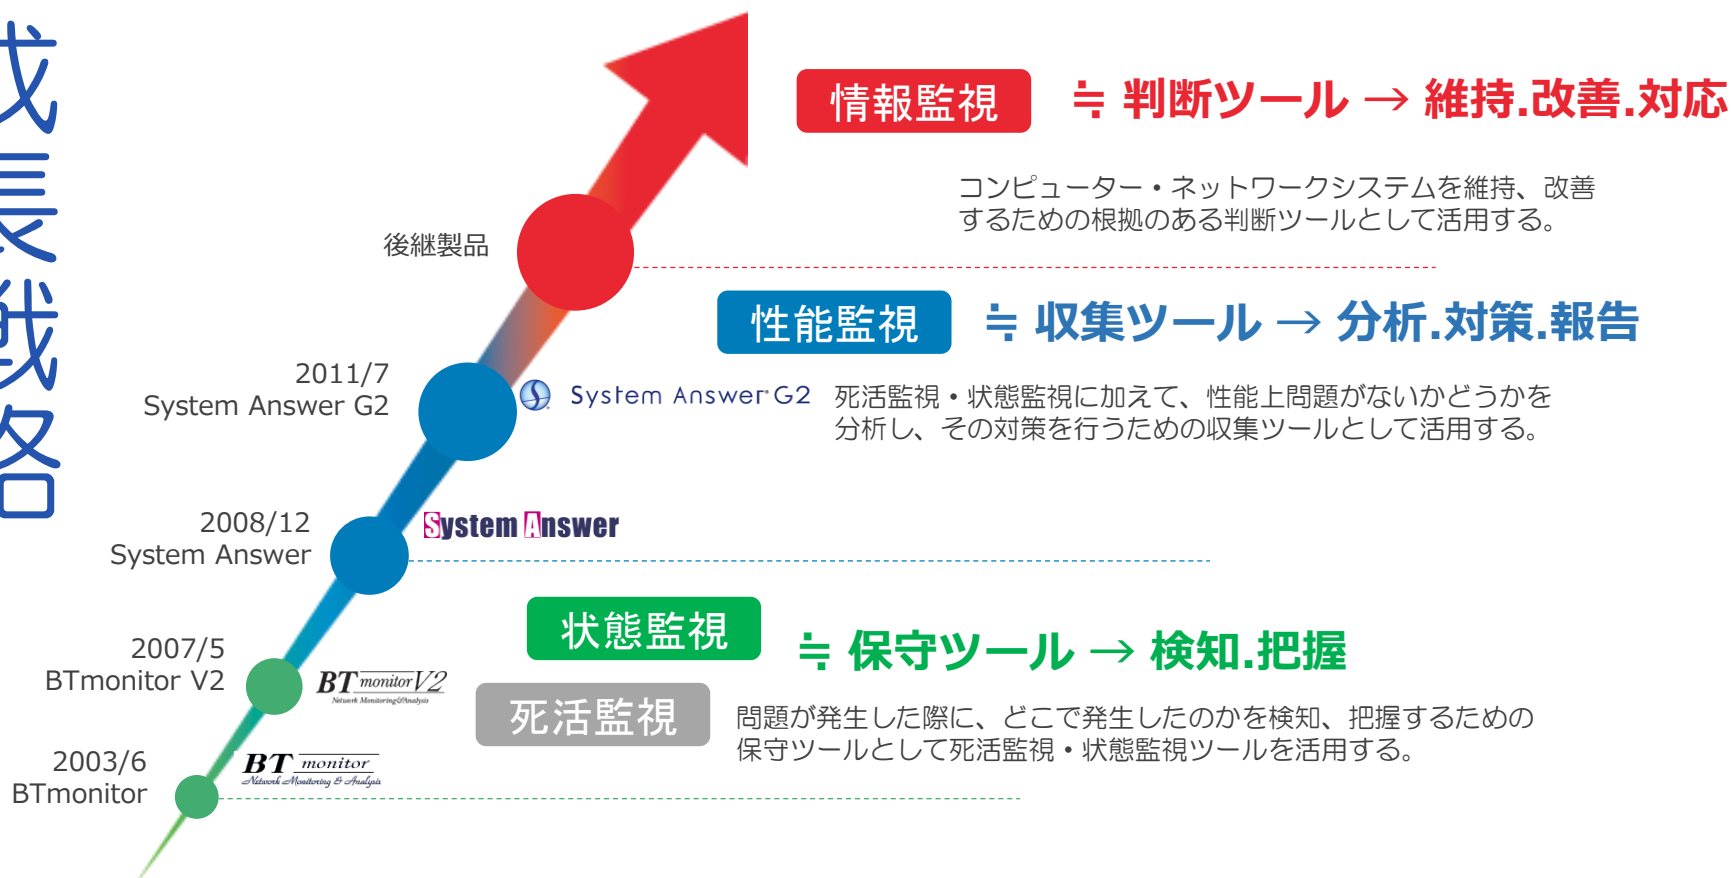 成長戦略
情報監視 ≒ 判断ツール → 維持.改善.対応
コンピューター・ネットワークシステムを維持、改善
するための根拠のある判断ツールとして活用する。
後継製品
性能監視 ≒ 収集ツール → 分析.対策.報告
2011/7
System Answer G2
System Answer G2
死活監視・状態監視に加えて、性能上問題がないかどうかを
分析し、その対策を行うための収集ツールとして活用する。
2008/12
System Answer
System Answer
状態監視
死活監視
≒ 保守ツール → 検知.把握
2007/5
BTmonitor V2
BT monitor V2
Network Monitoring&Analysis
問題が発生した際に、どこで発生したのかを検知、把握するための
保守ツールとして死活監視・状態監視ツールを活用する。
2003/6
BTmonitor
BT monitor
Network Monitoring & Analysis